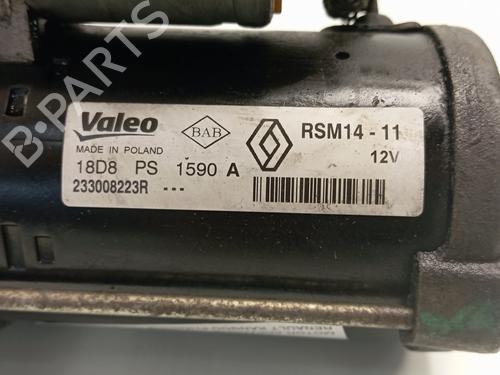 Valeo
BAB
RSM14 - 11
MADE IN POLAND
12V
18D8 PS 1590 A
233008223R ---
B-PARTS